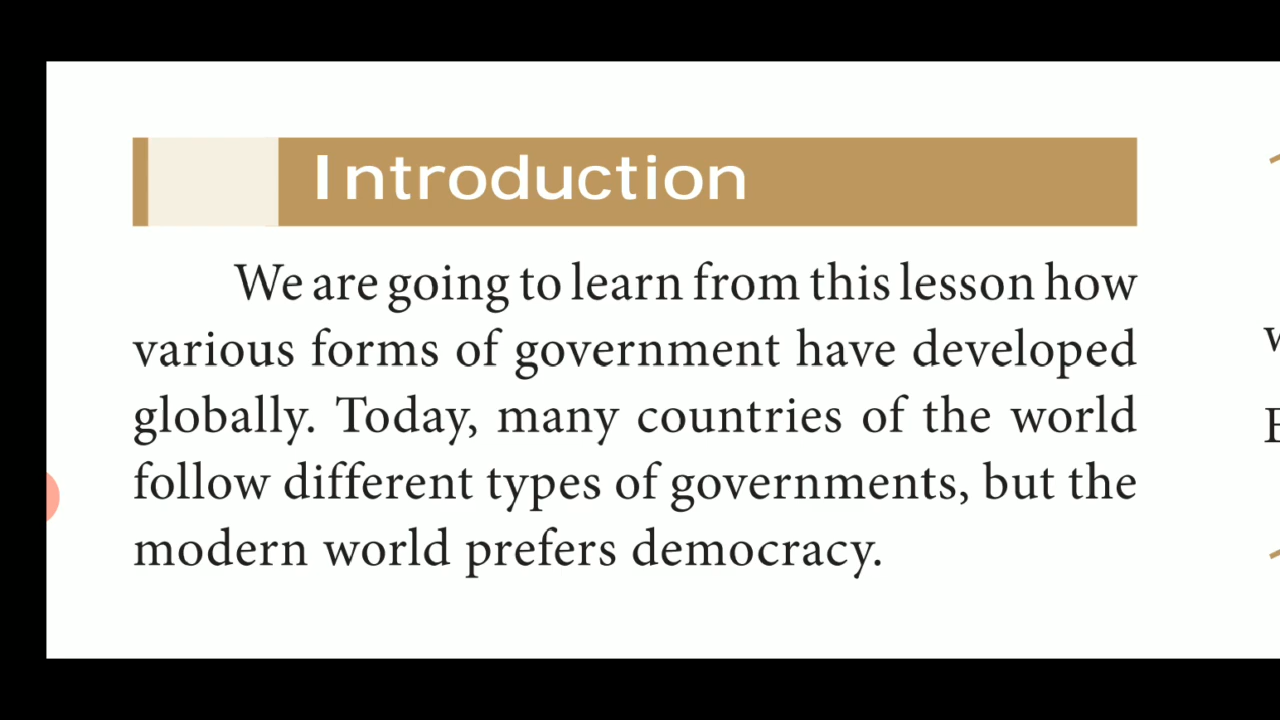 Introduction
We are going to learn from this lesson how
various forms of government have developed
globally. Today, many countries of the world
follow different types of governments, but the
modern world prefers democracy.